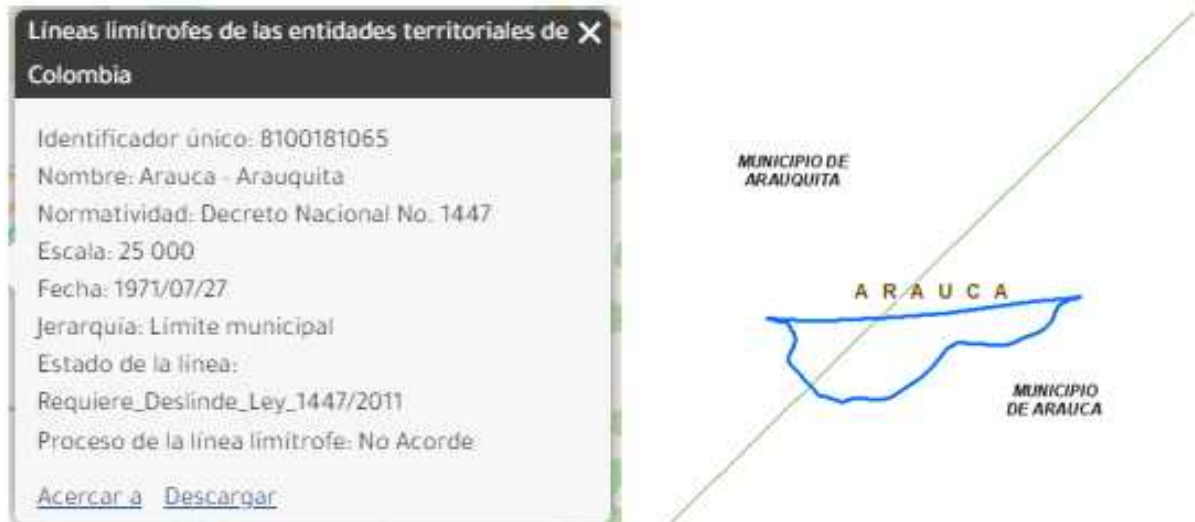 Líneas limítrofes de las entidades territoriales de X
Colombia
Identificador único: 8100181065
Nombre: Arauca - Arauquita
Normatividad: Decreto Nacional No. 1447
Escala: 25 000
Fecha: 1971/07/27
Jerarquía: Límite municipal
Estado de la línea:
Requiere_Deslinde_Ley_1447/2011
Proceso de la línea limítrofe: No Acorde
Acercar a Descargar
MUNICIPIO DE
ARAUQUITA
ARAUCA
MUNICIPIO
DE ARAUCA